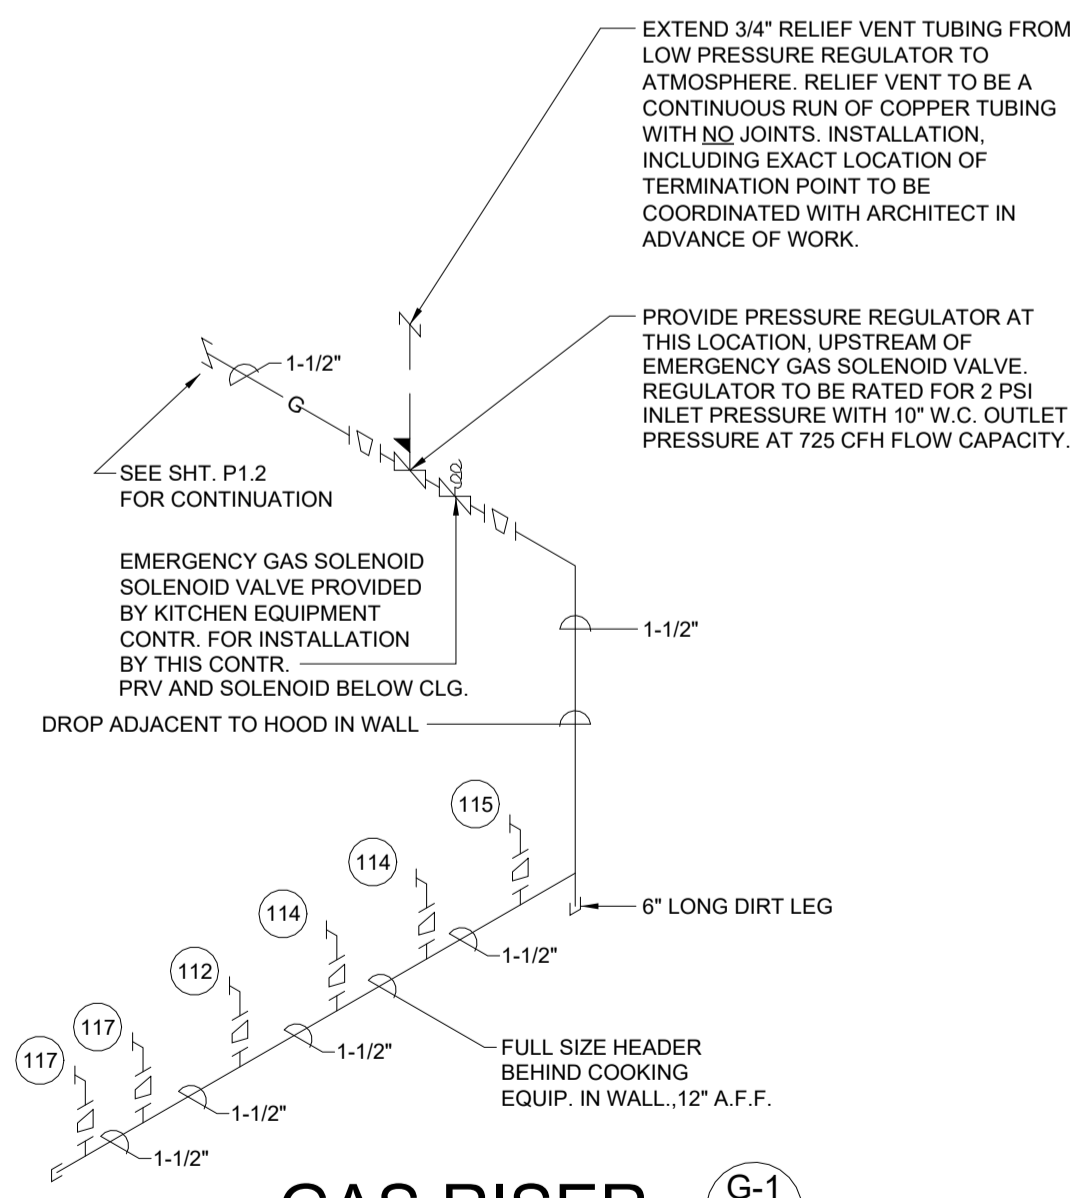 EXTEND 3/4" RELIEF VENT TUBING FROM
LOW PRESSURE REGULATOR TO
ATMOSPHERE. RELIEF VENT TO BE A
CONTINUOUS RUN OF COPPER TUBING
WITH NO JOINTS. INSTALLATION,
INCLUDING EXACT LOCATION OF
TERMINATION POINT TO BE
COORDINATED WITH ARCHITECT IN
ADVANCE OF WORK.
PROVIDE PRESSURE REGULATOR AT
THIS LOCATION, UPSTREAM OF
EMERGENCY GAS SOLENOID VALVE.
REGULATOR TO BE RATED FOR 2 PSI
INLET PRESSURE WITH 10" W.C. OUTLET
PRESSURE AT 725 CFH FLOW CAPACITY.
1-1/2"
G
SEE SHT. P1.2
FOR CONTINUATION
EMERGENCY GAS SOLENOID
SOLENOID VALVE PROVIDED
BY KITCHEN EQUIPMENT
CONTR. FOR INSTALLATION
BY THIS CONTR.
PRV AND SOLENOID BELOW CLG.
1-1/2"
DROP ADJACENT TO HOOD IN WALL
115
114
114
112
117
117
6" LONG DIRT LEG
1-1/2"
1-1/2"
1-1/2"
1-1/2"
FULL SIZE HEADER
BEHIND COOKING
EQUIP. IN WALL.,12" A.F.F.
GAS RISER
G-1